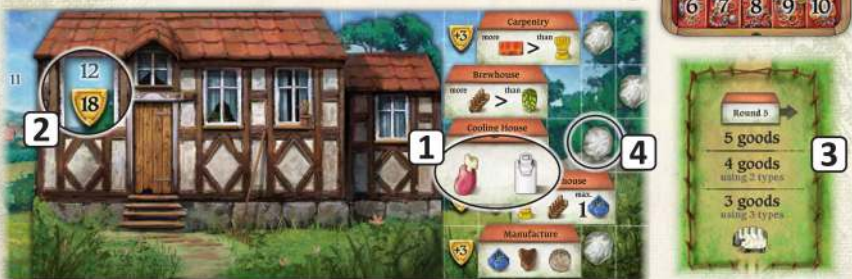 6 7 8 9 10
Carpentry
+3
more > than
Brewhouse
more > than
11
12
18
2
Cooling House
1
4
house
max.
1
Manufacture
+3
Round 5
5 goods
4 goods
using 2 types
3 goods
using 3 types
3